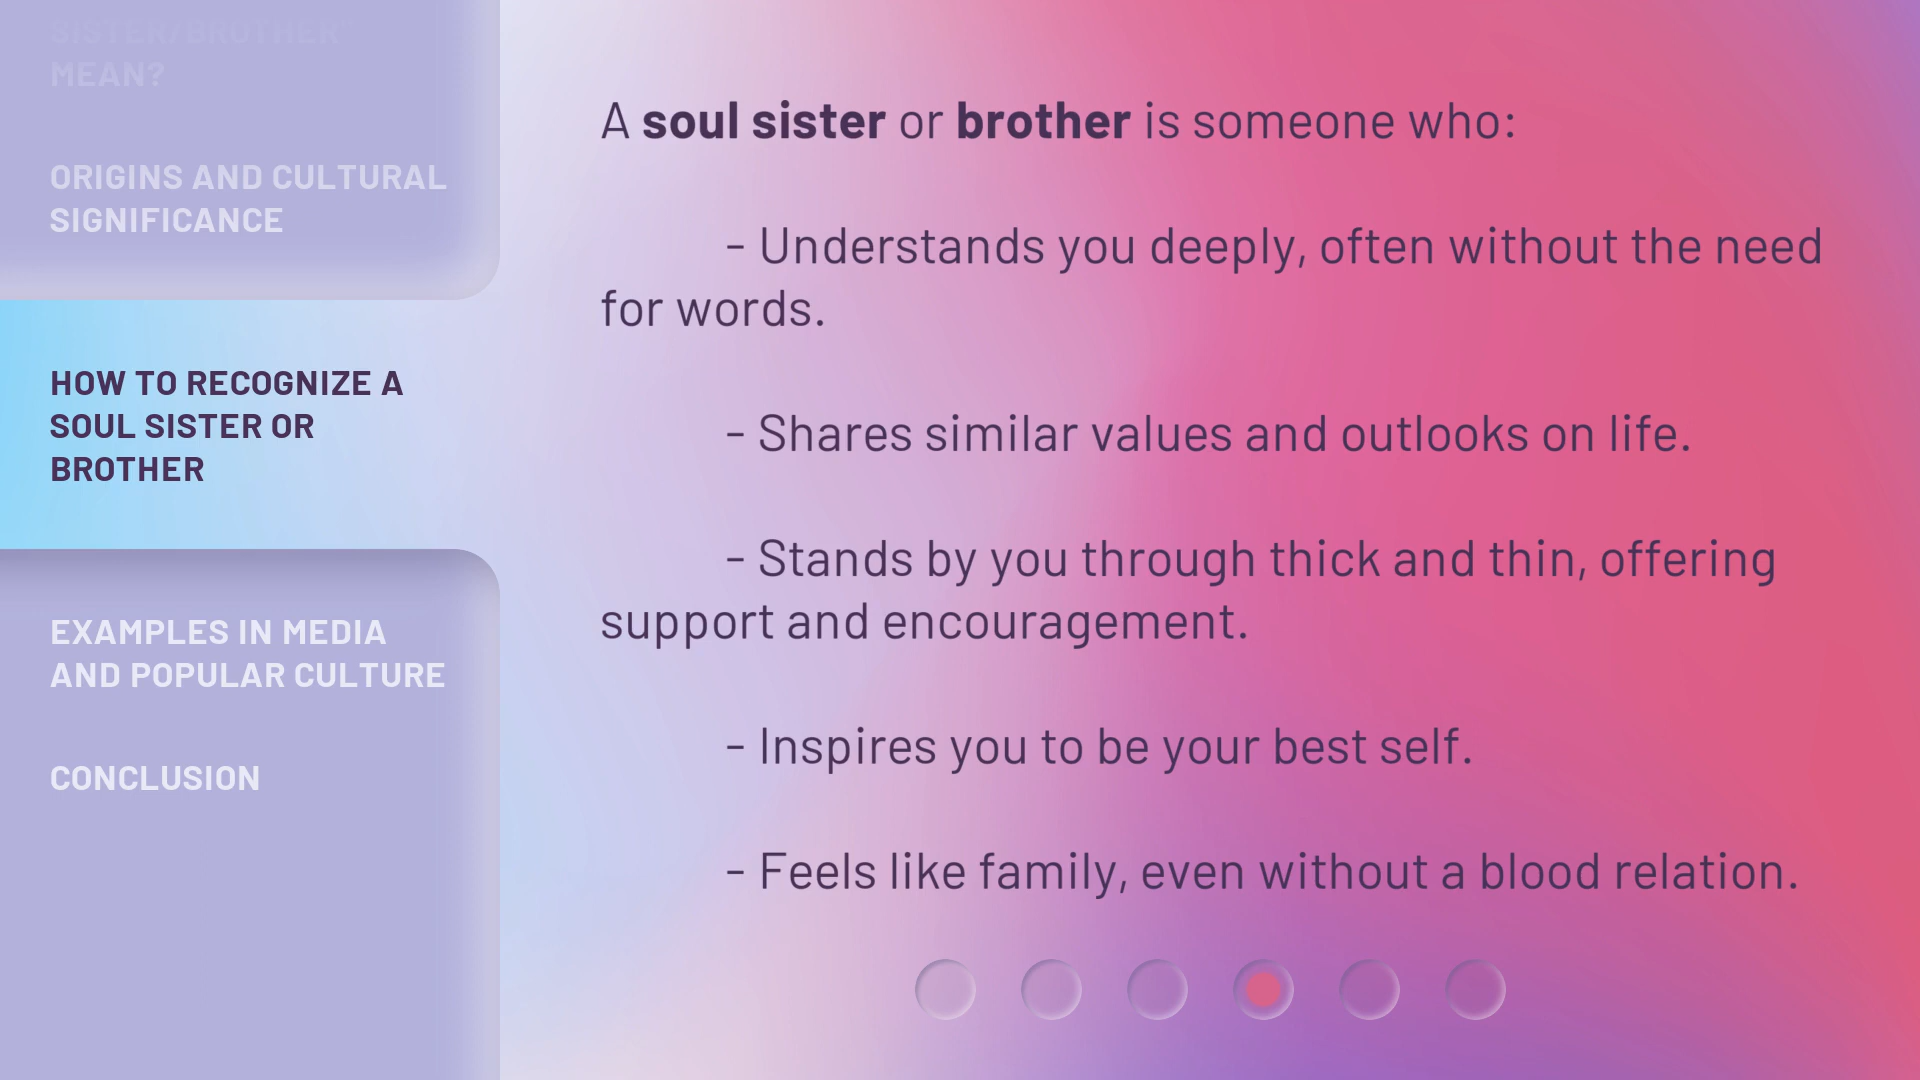 SISTER/BROTHER"
MEAN?
ORIGINS AND CULTURAL
SIGNIFICANCE
HOW TO RECOGNIZE A
SOUL SISTER OR
BROTHER
EXAMPLES IN MEDIA
AND POPULAR CULTURE
CONCLUSION
A soul sister or brother is someone who:
- Understands you deeply, often without the need
for words.
- Shares similar values and outlooks on life.
- Stands by you through thick and thin, offering
support and encouragement.
- Inspires you to be your best self.
- Feels like family, even without a blood relation.